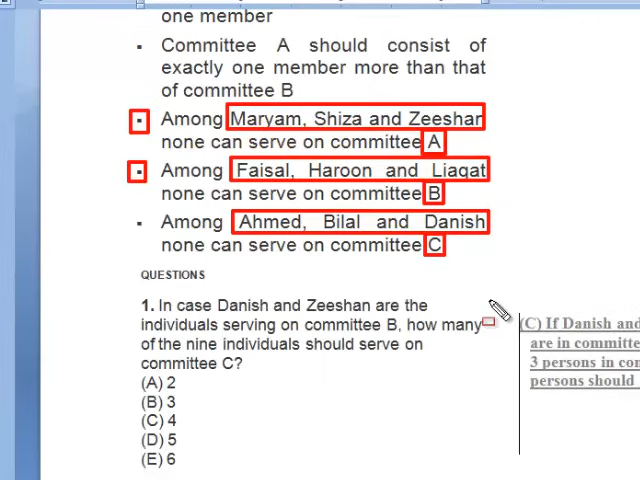 one member
▪ Committee A should consist of
exactly one member more than that
of committee B
▪ Among Maryam, Shiza and Zeeshan
none can serve on committee A
▪ Among Faisal, Haroon and Liaqat
none can serve on committee B
▪ Among Ahmed, Bilal and Danish
none can serve on committee C
QUESTIONS
1. In case Danish and Zeeshan are the
individuals serving on committee B, how many
of the nine individuals should serve on
committee C?
(A) 2
(B) 3
(C) 4
(D) 5
(E) 6
(C) If Danish and
are in committe
3 persons in con
persons should